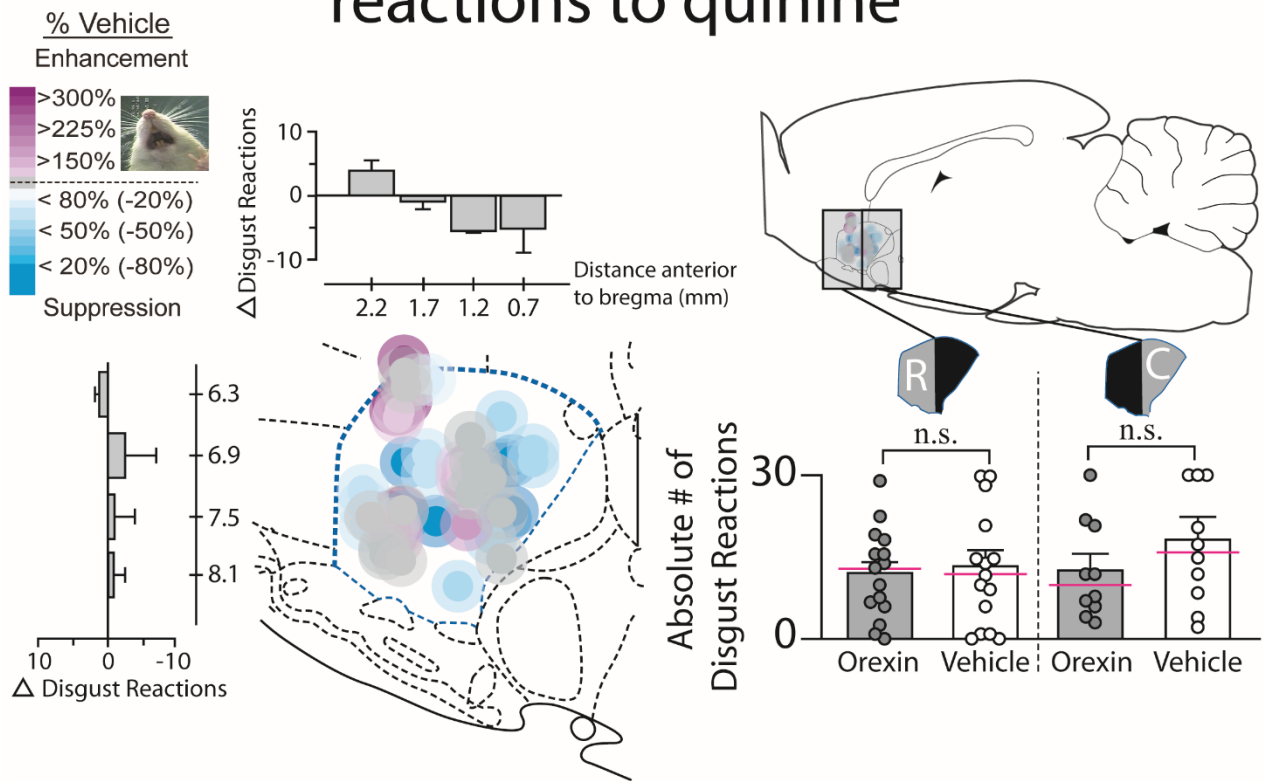 reactions to quinine
% Vehicle
Enhancement
>300%
>225%
>150%
< 80% (-20%)
< 50% (-50%)
< 20% (-80%)
Suppression
Δ Disgust Reactions
10
0
-10
2.2 1.7 1.2 0.7
Distance anterior
to bregma (mm)
6.3
6.9
7.5
8.1
10 0 -10
Δ Disgust Reactions
R
C
n.s.
n.s.
Absolute # of
Disgust Reactions
30
0
Orexin Vehicle Orexin Vehicle